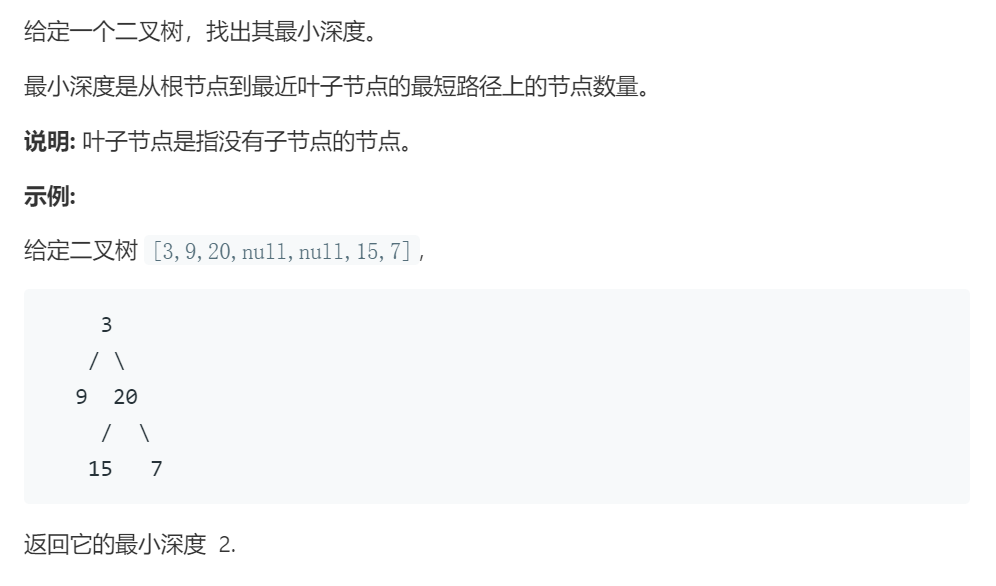 给定一个二叉树，找出其最小深度。
最小深度是从根节点到最近叶子节点的最短路径上的节点数量。
说明: 叶子节点是指没有子节点的节点。
示例:
给定二叉树 [3,9,20,null,null,15,7],
3
/ \
9 20
/ \
15 7
返回它的最小深度 2.